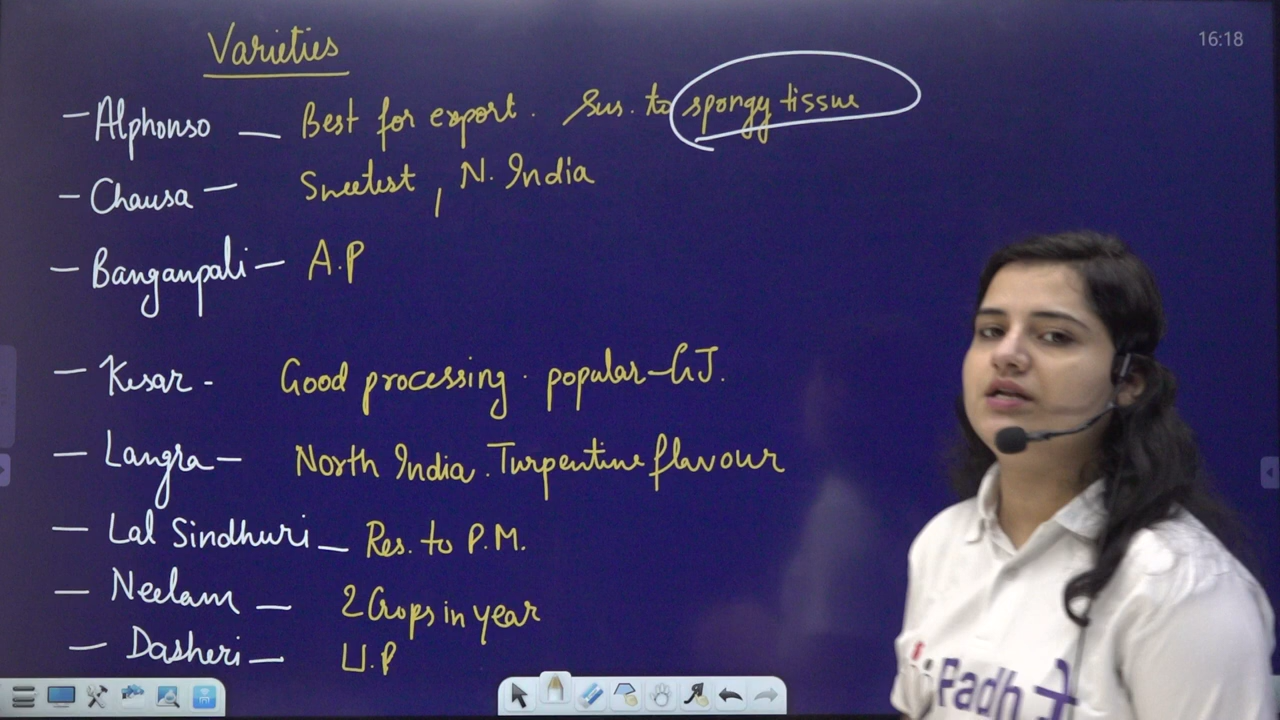 16:18
Varieties
– Alphonso – Best for export. Sus. to spongy tissue
– Chausa – Sweetest, N. India
– Banganpali – A.P
– Kesar - Good processing. popular – GJ.
– Langra – North India. Turpentine flavour
– Lal Sindhuri – Res. to P.M.
– Neelam – 2 Crops in year
– Dasheri – U.P
Padh